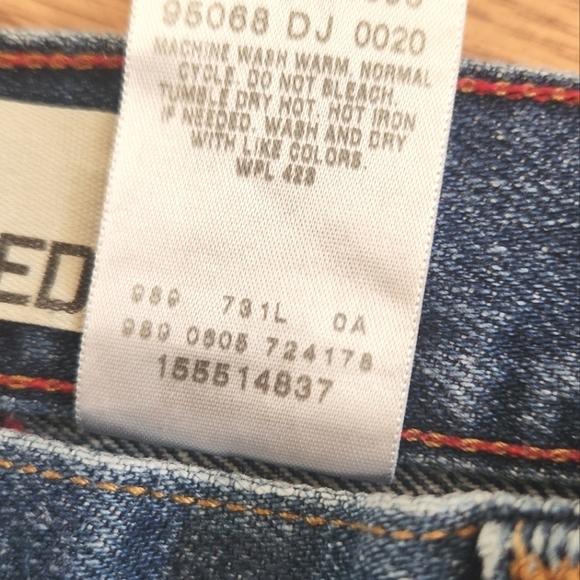 95068 DJ 0020
MACHINE WASH WARM, NORMAL
CYCLE. DO NOT BLEACH.
TUMBLE DRY HOT. HOT IRON
IF NEEDED. WASH AND DRY
WITH LIKE COLORS.
WPL 423
ED
989 731L 0A
989 0605 724178
155514837